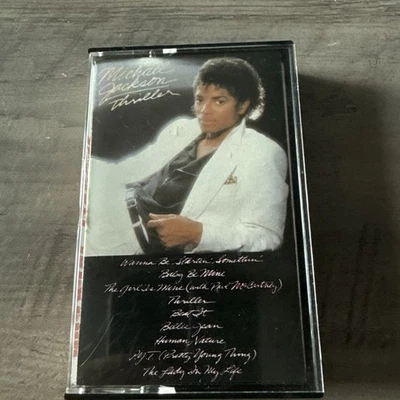 Michael
Jackson
Thriller
Wanna Be Startin' Somethin'
Baby Be Mine
The Girl Is Mine (with Paul McCartney)
Thriller
Beat It
Billie Jean
Human Nature
P.Y.T. (Pretty Young Thing)
The Lady In My Life